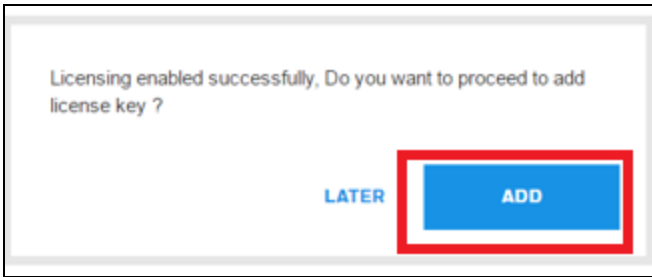 Licensing enabled successfully, Do you want to proceed to add
license key ?
LATER ADD